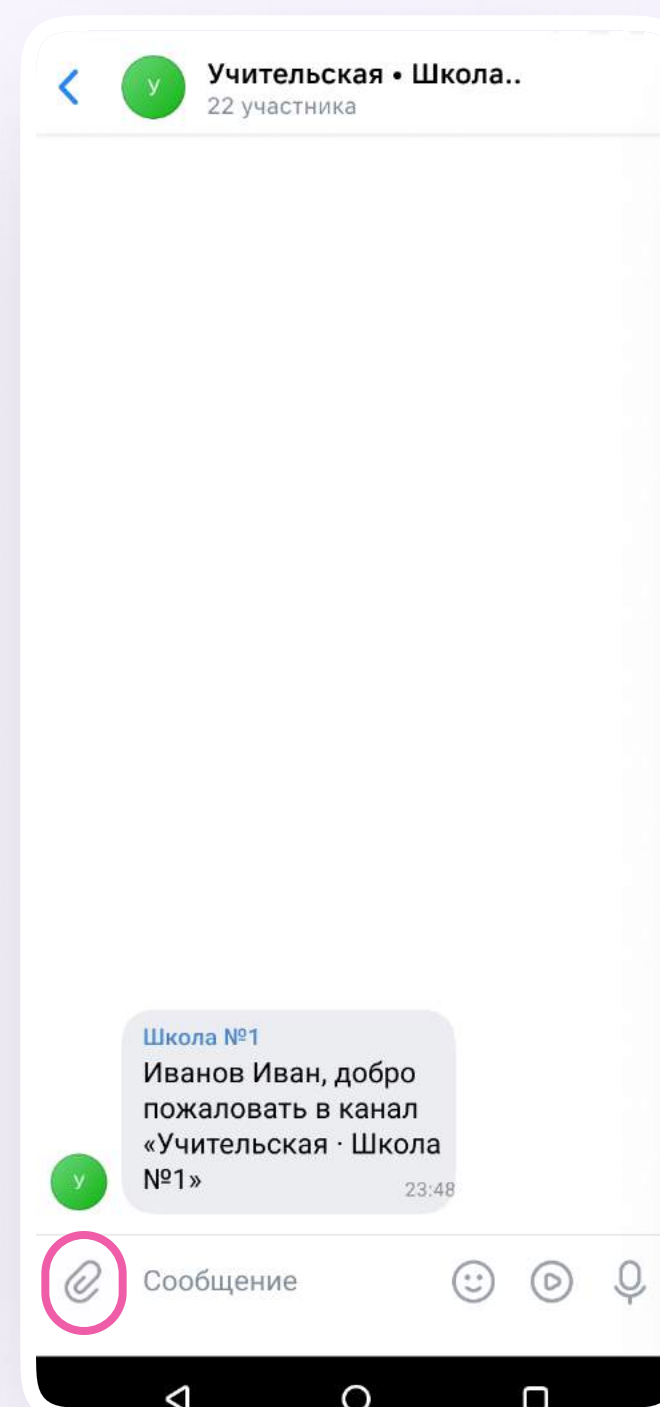 У
Учительская • Школа..
22 участника
Школа №1
Иванов Иван, добро
пожаловать в канал
«Учительская · Школа
№1»
23:48
У
Сообщение